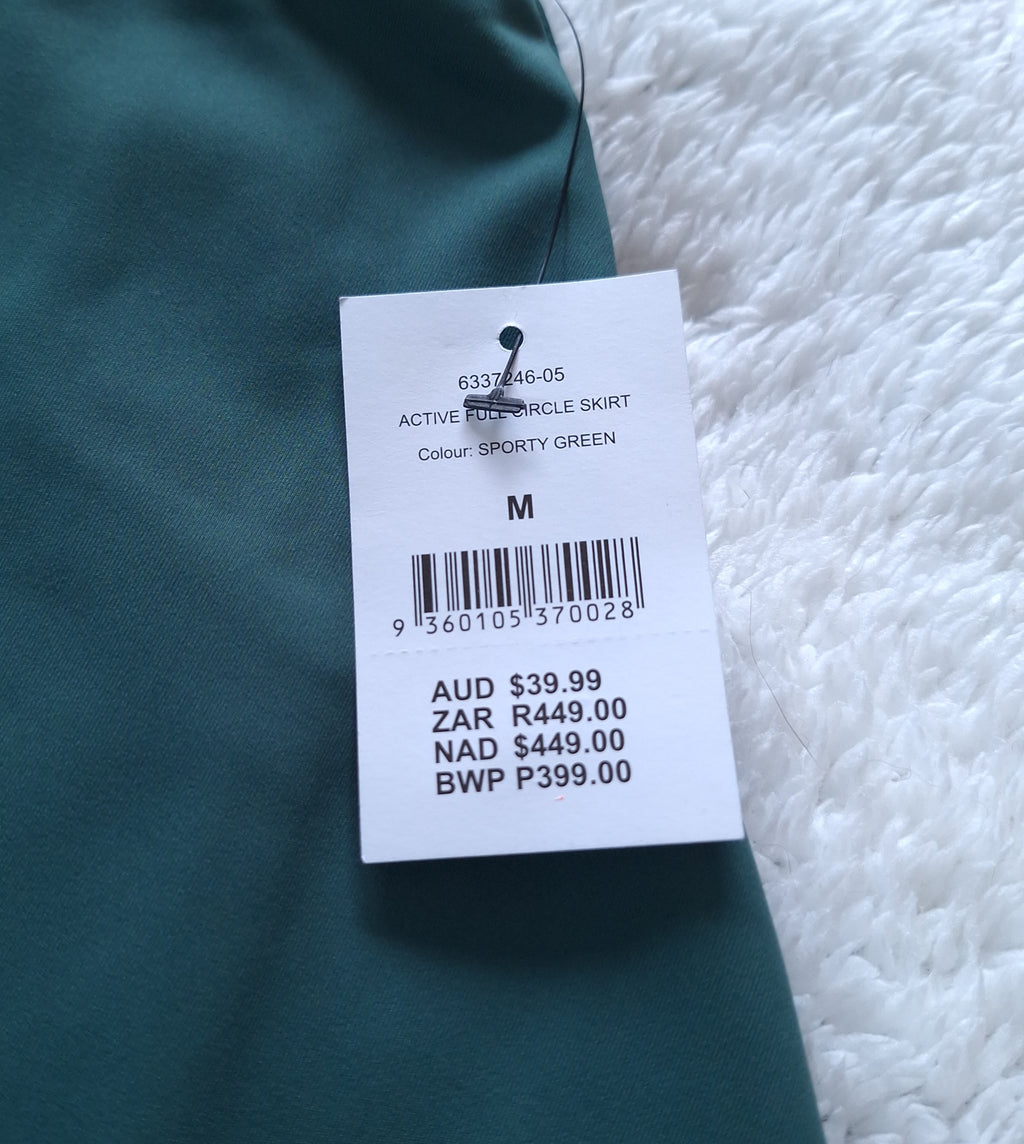 6337246-05
ACTIVE FULL CIRCLE SKIRT
Colour: SPORTY GREEN
M
9 360105 370028
AUD $39.99
ZAR R449.00
NAD $449.00
BWP P399.00